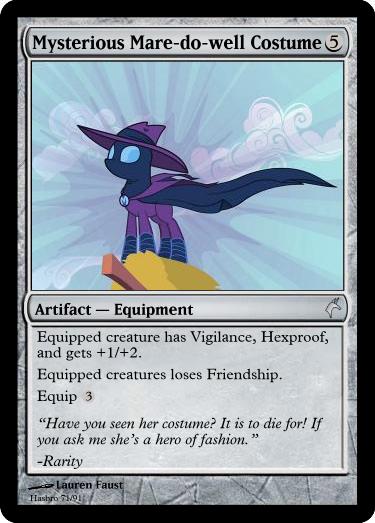 Mysterious Mare-do-well Costume 5
Artifact — Equipment
Equipped creature has Vigilance, Hexproof,
and gets +1/+2.
Equipped creatures loses Friendship.
Equip 3
"Have you seen her costume? It is to die for! If
you ask me she's a hero of fashion."
-Rarity
Lauren Faust
Hasbro 71/91